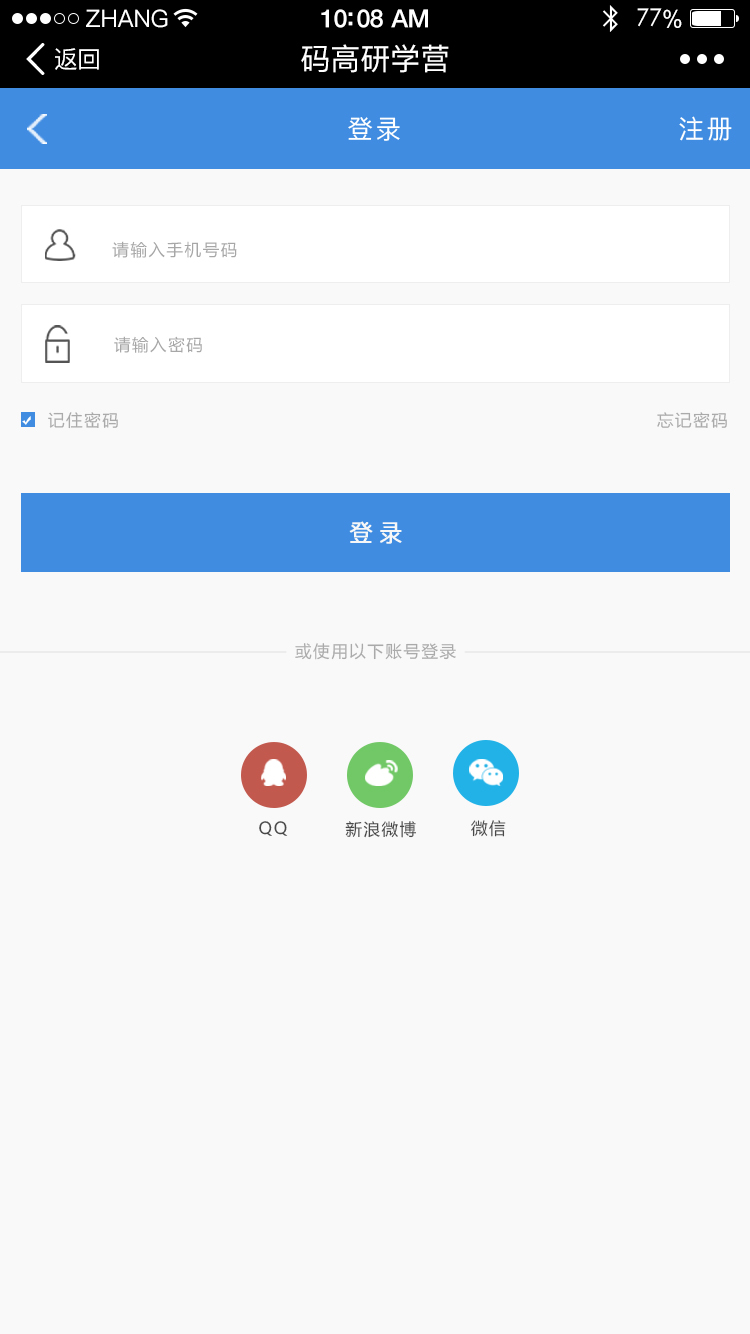 ZHANG 10:08 AM 77%
返回 码高研学营
登录 注册
请输入手机号码
请输入密码
记住密码 忘记密码
登录
或使用以下账号登录
QQ 新浪微博 微信